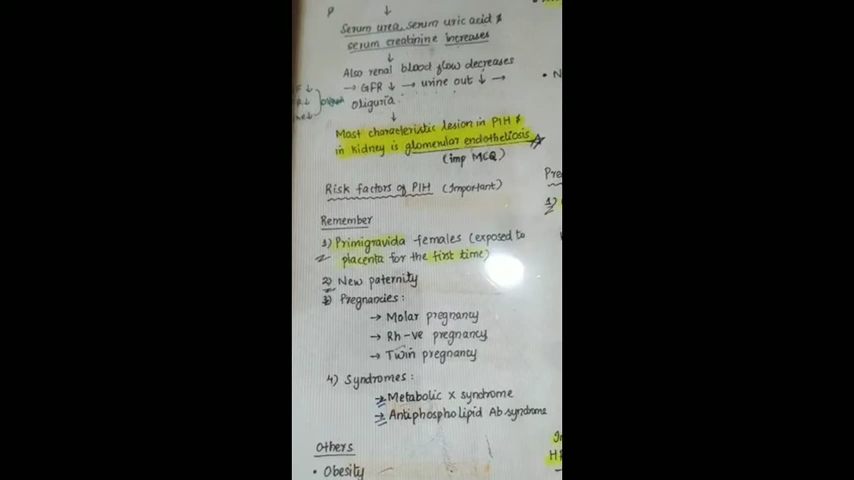 P ↓
Serum urea, serum uric acid &
serum creatinine increases
↓
Also renal blood flow decreases
→ GFR ↓ → urine out ↓ →
oliguria
↓
Most characteristic lesion in PIH &
in kidney is glomerular endotheliosis
(imp MCQ)
Risk factors of PIH (Important)
Remember
1) Primigravida females (exposed to
placenta for the first time)
2) New paternity
3) Pregnancies:
→ Molar pregnancy
→ Rh-ve pregnancy
→ Twin pregnancy
4) Syndromes:
→ Metabolic X syndrome
→ Antiphospholipid Ab syndrome
Others
• Obesity
• N
Pre
1)
In
H